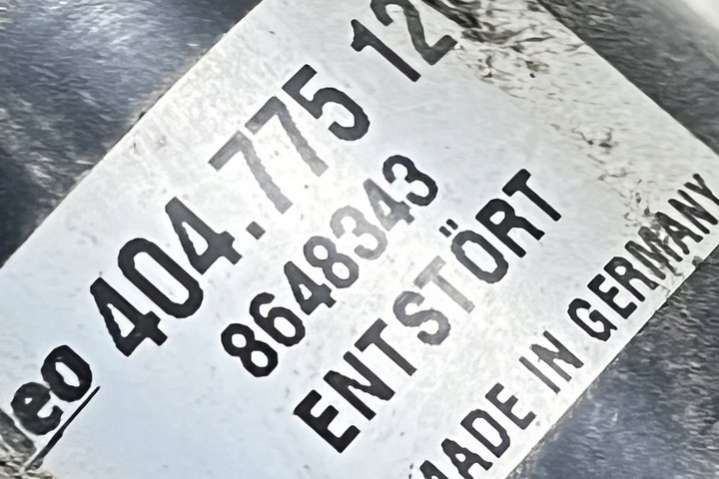 eo 404.775 12
8648343
ENTSTÖRT
MADE IN GERMANY